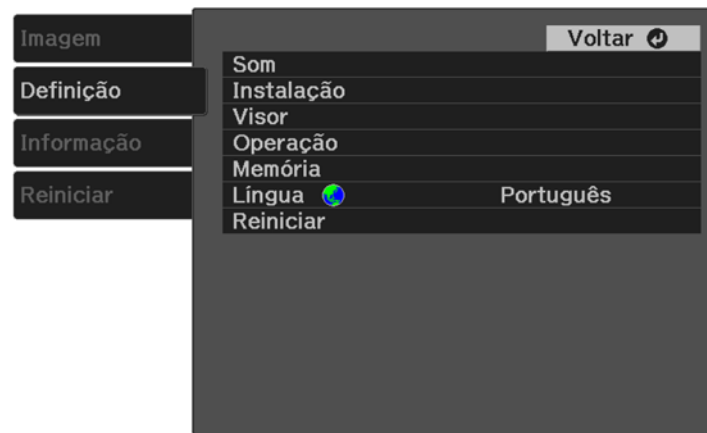 Imagem
Definição
Informação
Reiniciar
Voltar
Som
Instalação
Visor
Operação
Memória
Língua Português
Reiniciar